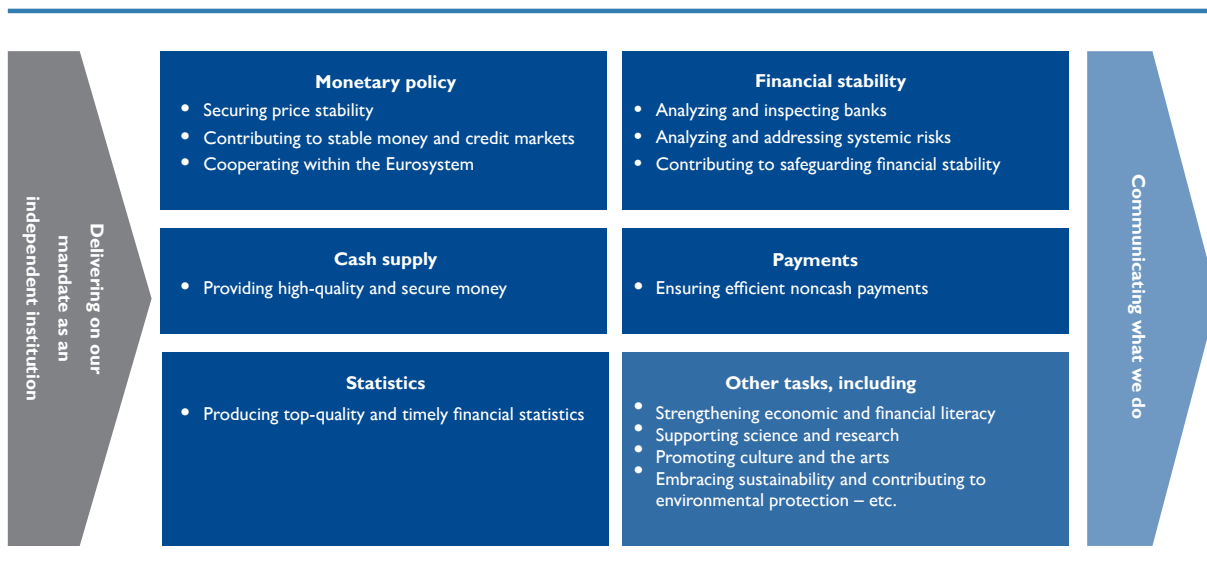 Delivering on our
mandate as an
independent institution
Monetary policy
• Securing price stability
• Contributing to stable money and credit markets
• Cooperating within the Eurosystem
Financial stability
• Analyzing and inspecting banks
• Analyzing and addressing systemic risks
• Contributing to safeguarding financial stability
Cash supply
• Providing high-quality and secure money
Payments
• Ensuring efficient noncash payments
Statistics
• Producing top-quality and timely financial statistics
Other tasks, including
• Strengthening economic and financial literacy
• Supporting science and research
• Promoting culture and the arts
• Embracing sustainability and contributing to
environmental protection – etc.
Communicating what we do